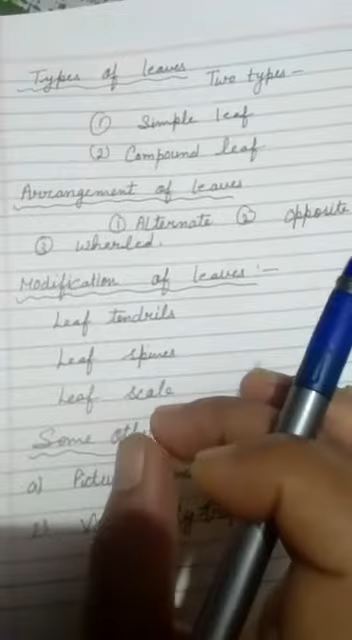 Types of leaves Two types -
(1) Simple leaf
(2) Compound leaf
Arrangement of leaves
(1) Alternate (2) opposite
(3) wherled.
Modification of leaves :-
Leaf tendrils
Leaf spines
Leaf scale
Some
a)